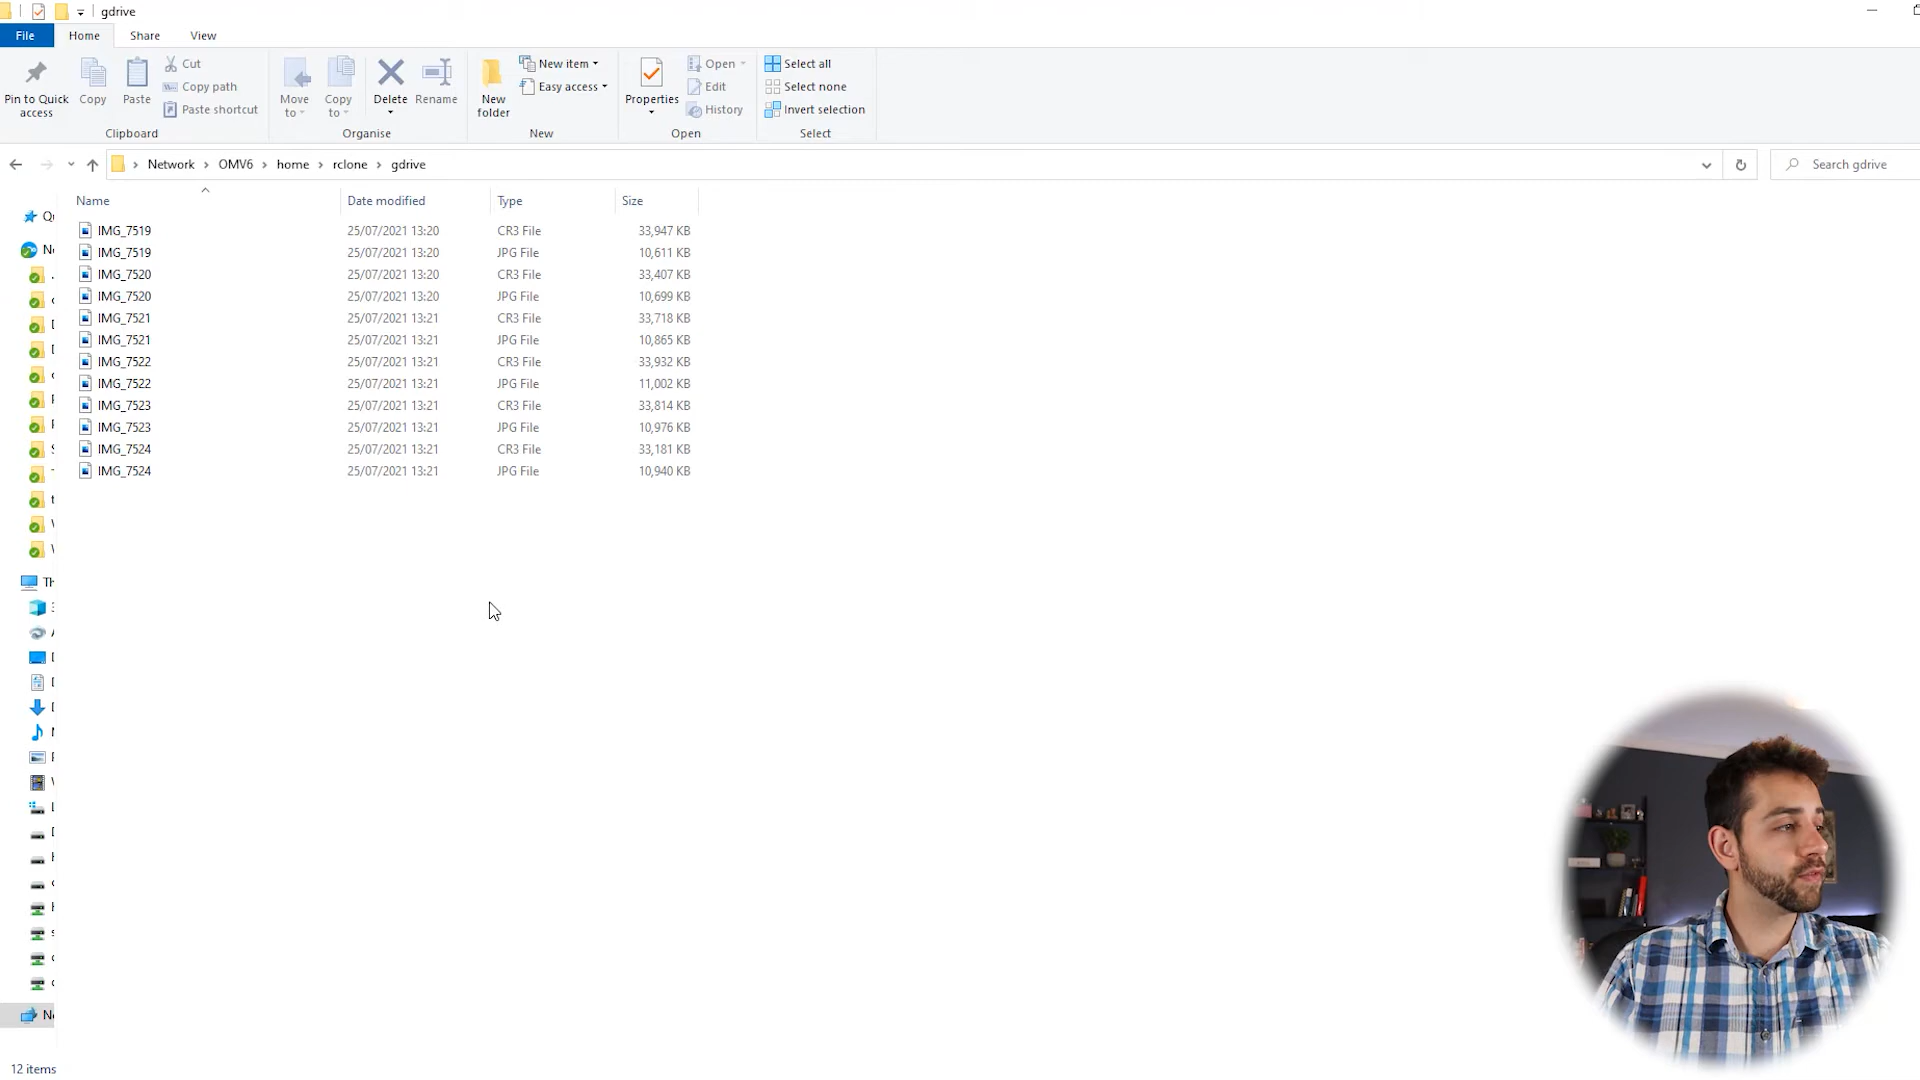 gdrive
File Home Share View
Pin to Quick access
Copy
Paste
Cut
Copy path
Paste shortcut
Clipboard
Move to
Copy to
Delete
Rename
Organise
New folder
New item
Easy access
New
Properties
Open
Edit
History
Open
Select all
Select none
Invert selection
Select
Network OMV6 home rclone gdrive
Search gdrive
Name Date modified Type Size
IMG_7519 25/07/2021 13:20 CR3 File 33,947 KB
IMG_7519 25/07/2021 13:20 JPG File 10,611 KB
IMG_7520 25/07/2021 13:20 CR3 File 33,407 KB
IMG_7520 25/07/2021 13:20 JPG File 10,699 KB
IMG_7521 25/07/2021 13:21 CR3 File 33,718 KB
IMG_7521 25/07/2021 13:21 JPG File 10,865 KB
IMG_7522 25/07/2021 13:21 CR3 File 33,932 KB
IMG_7522 25/07/2021 13:21 JPG File 11,002 KB
IMG_7523 25/07/2021 13:21 CR3 File 33,814 KB
IMG_7523 25/07/2021 13:21 JPG File 10,976 KB
IMG_7524 25/07/2021 13:21 CR3 File 33,181 KB
IMG_7524 25/07/2021 13:21 JPG File 10,940 KB
12 items